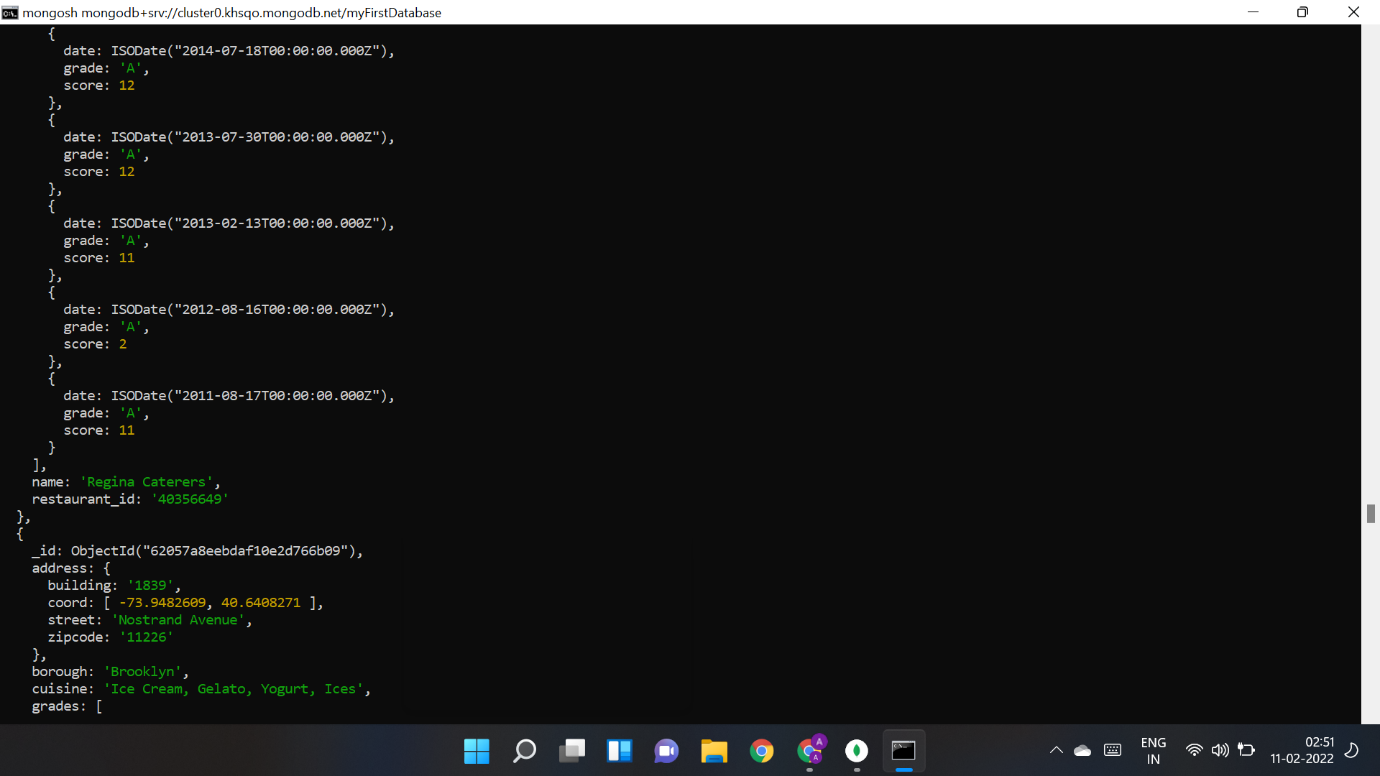 mongosh mongodb+srv://cluster0.khsqo.mongodb.net/myFirstDatabase
{
date: ISODate("2014-07-18T00:00:00.000Z"),
grade: 'A',
score: 12
},
{
date: ISODate("2013-07-30T00:00:00.000Z"),
grade: 'A',
score: 12
},
{
date: ISODate("2013-02-13T00:00:00.000Z"),
grade: 'A',
score: 11
},
{
date: ISODate("2012-08-16T00:00:00.000Z"),
grade: 'A',
score: 2
},
{
date: ISODate("2011-08-17T00:00:00.000Z"),
grade: 'A',
score: 11
}
],
name: 'Regina Caterers',
restaurant_id: '40356649'
},
{
_id: ObjectId("62057a8eebdaf10e2d766b09"),
address: {
building: '1839',
coord: [ -73.9482609, 40.6408271 ],
street: 'Nostrand Avenue',
zipcode: '11226'
},
borough: 'Brooklyn',
cuisine: 'Ice Cream, Gelato, Yogurt, Ices',
grades: [
A
A
ENG
IN
02:51
11-02-2022